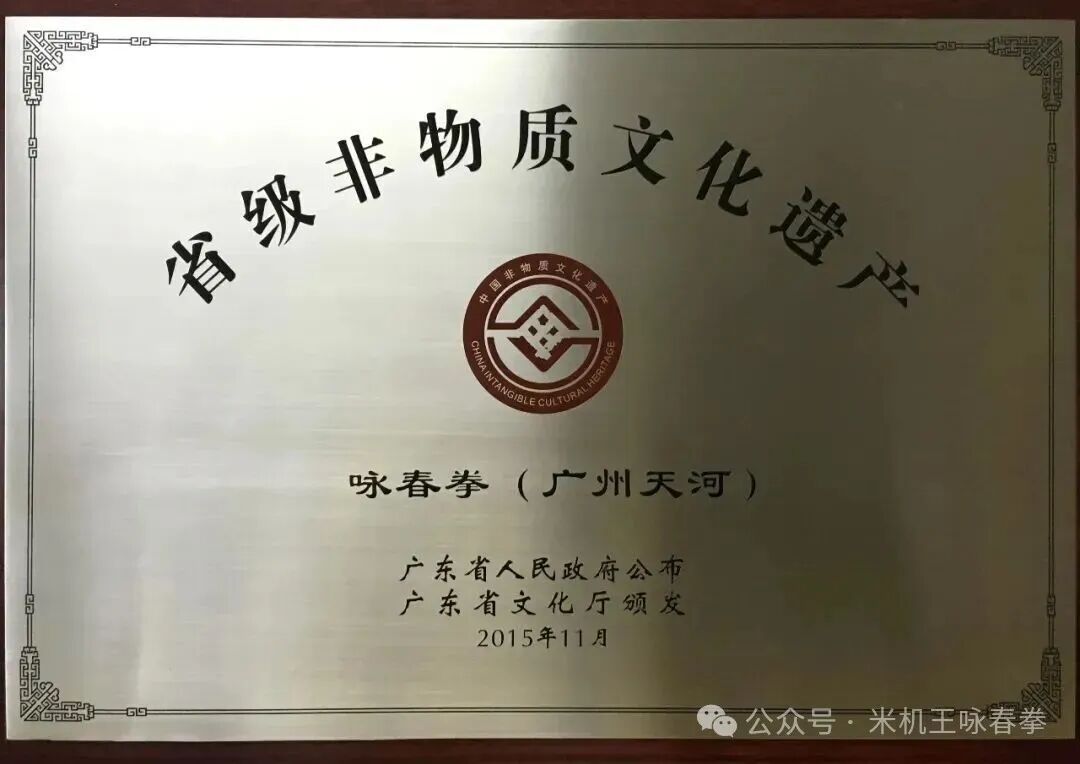 省级非物质文化遗产
中国非物质文化遗产
CHINA INTANGIBLE CULTURAL HERITAGE
咏春拳（广州天河）
广东省人民政府公布
广东省文化厅颁发
2015年11月
公众号·米机王咏春拳